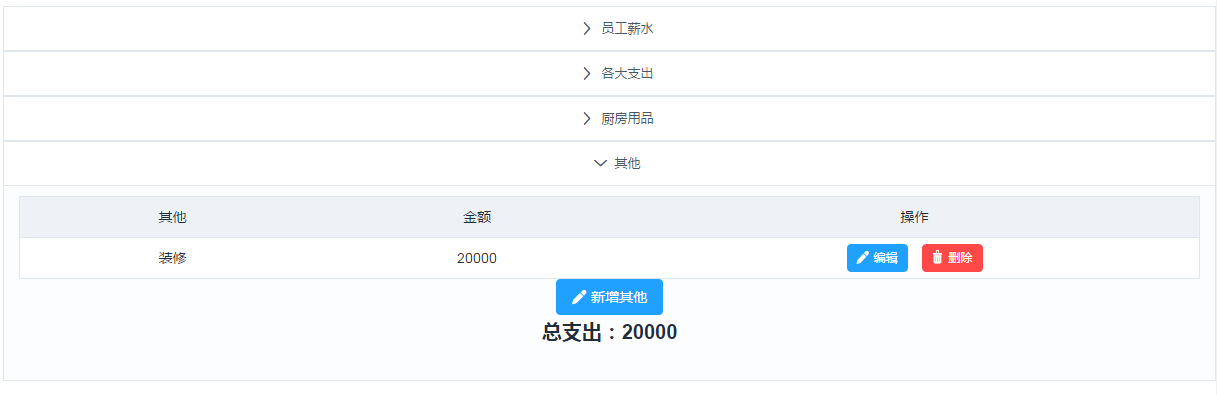 员工薪水
各大支出
厨房用品
其他
其他 金额 操作
装修 20000 编辑 删除
新增其他
总支出：20000